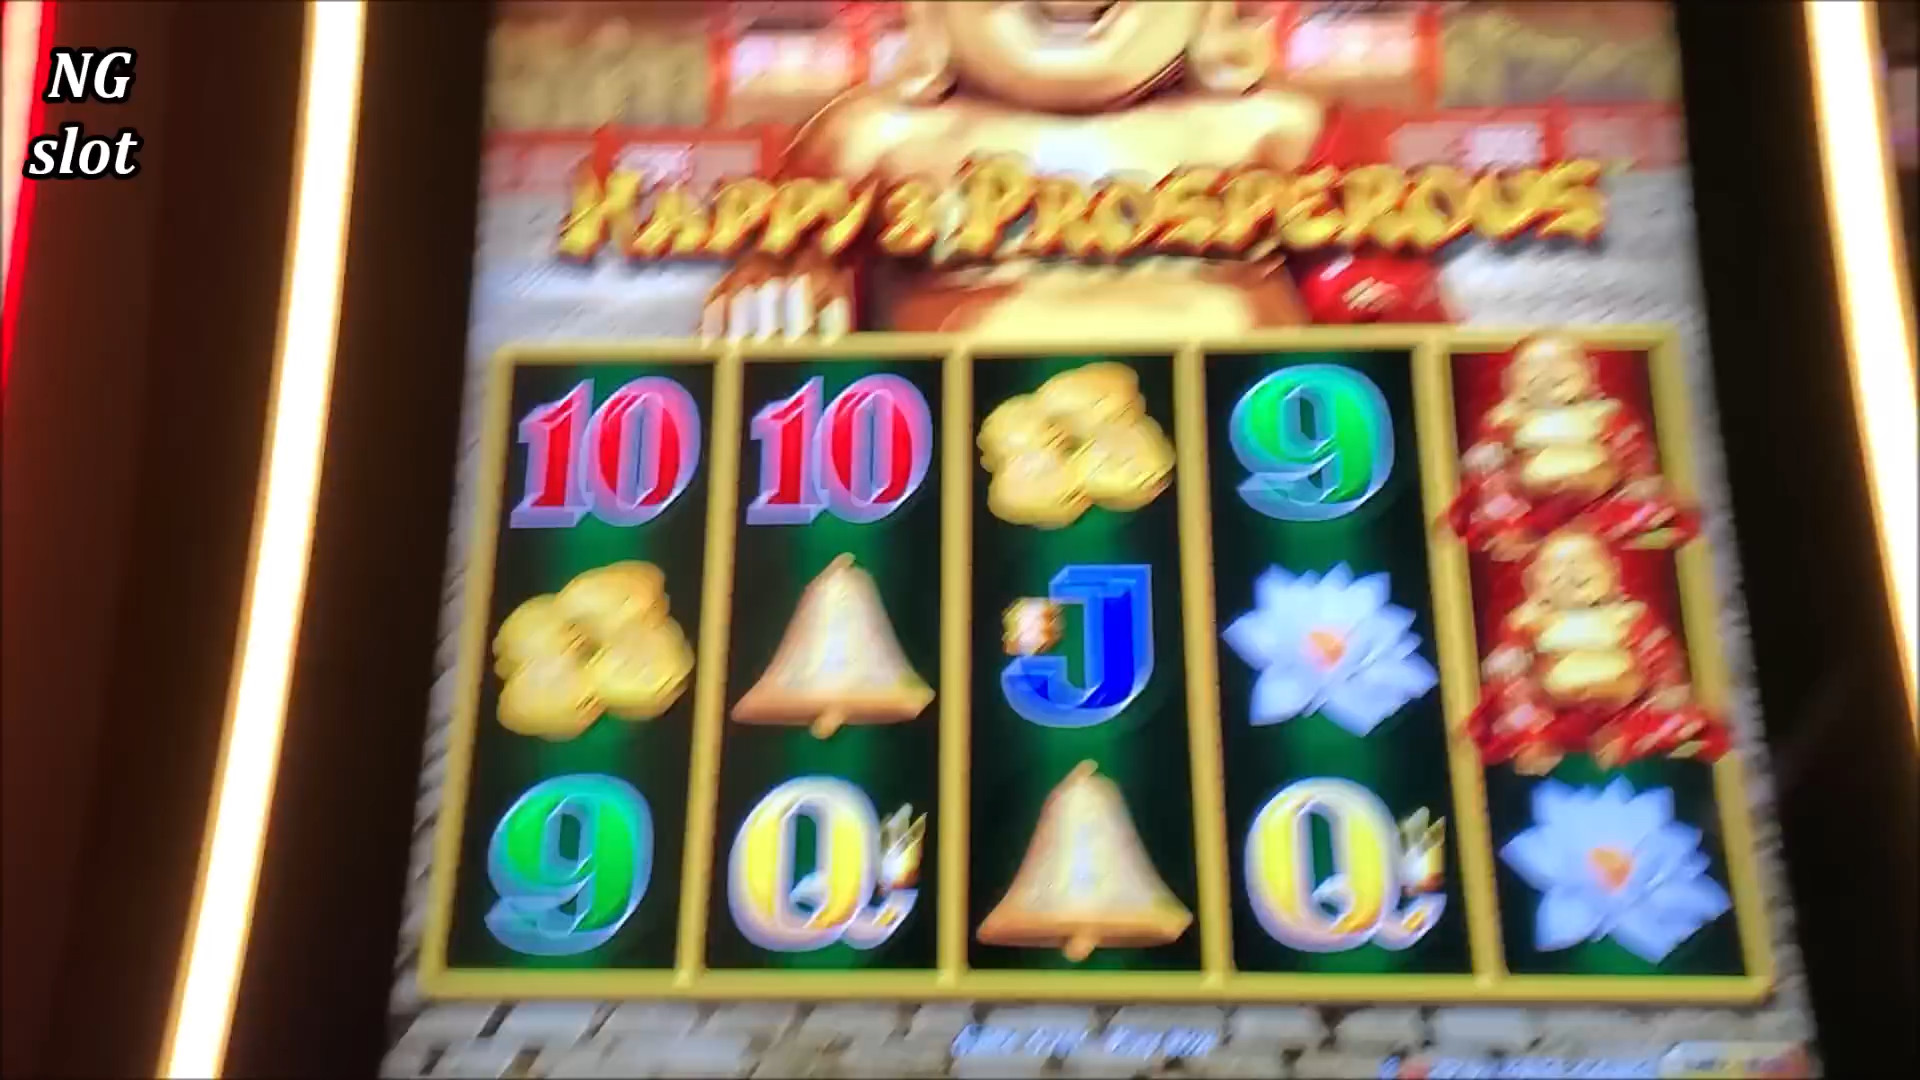 NG
slot
HAPPY & PROSPEROUS
10 10 9
J
9 Q Q